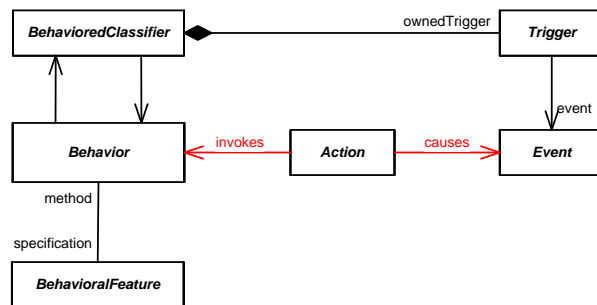 ownedTrigger
BehavioredClassifier
Trigger
event
Behavior
invokes
Action
causes
Event
method
specification
BehavioralFeature